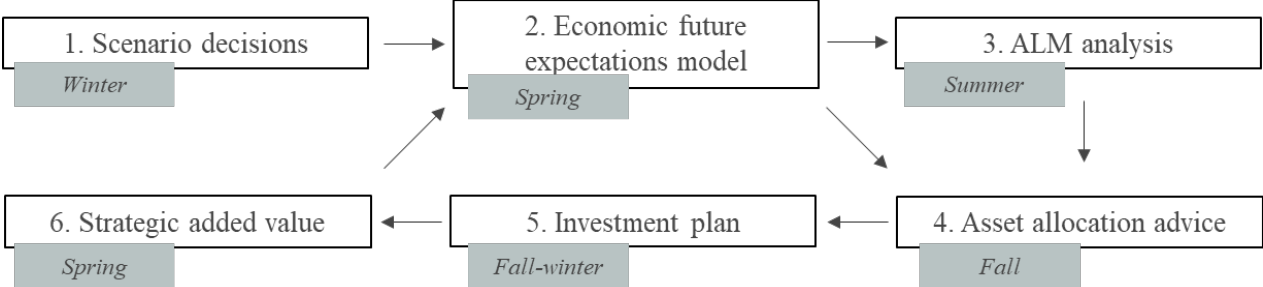 1. Scenario decisions
Winter
2. Economic future
expectations model
Spring
3. ALM analysis
Summer
6. Strategic added value
Spring
5. Investment plan
Fall-winter
4. Asset allocation advice
Fall